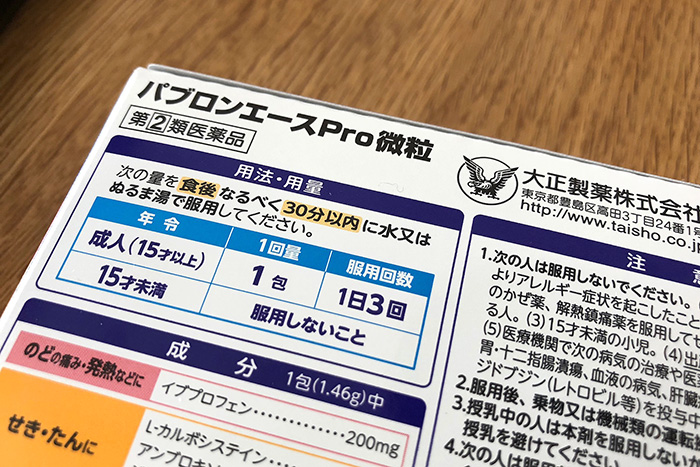 パブロンエースPro微粒
第②類医薬品
大正製薬株式会社
東京都豊島区高田3丁目24番1号
http://www.taisho.co.jp
用法・用量
次の量を食後なるべく30分以内に水又は
ぬるま湯で服用してください。
年令 1回量 服用回数
成人(15才以上) 1包 1日3回
15才未満 服用しないこと
成分
1包(1.46g)中
のどの痛み・発熱などに
イブプロフェン…………200mg
せき・たんに
L-カルボシステイン
アンブロキソ
注
1.次の人は服用しないでください。
よりアレルギー症状を起こしたこと
のかぜ薬、解熱鎮痛薬を服用してぜ
る人。(3)15才未満の小児。(4)出
(5)医療機関で次の病気の治療や医
胃・十二指腸潰瘍、血液の病気、肝臓
ジドブジン(レトロビル等)を投与
2.服用後、乗物又は機械類の運転
3.授乳中の人は本剤を服用しない
授乳を避けてください。
4.次の人は服用